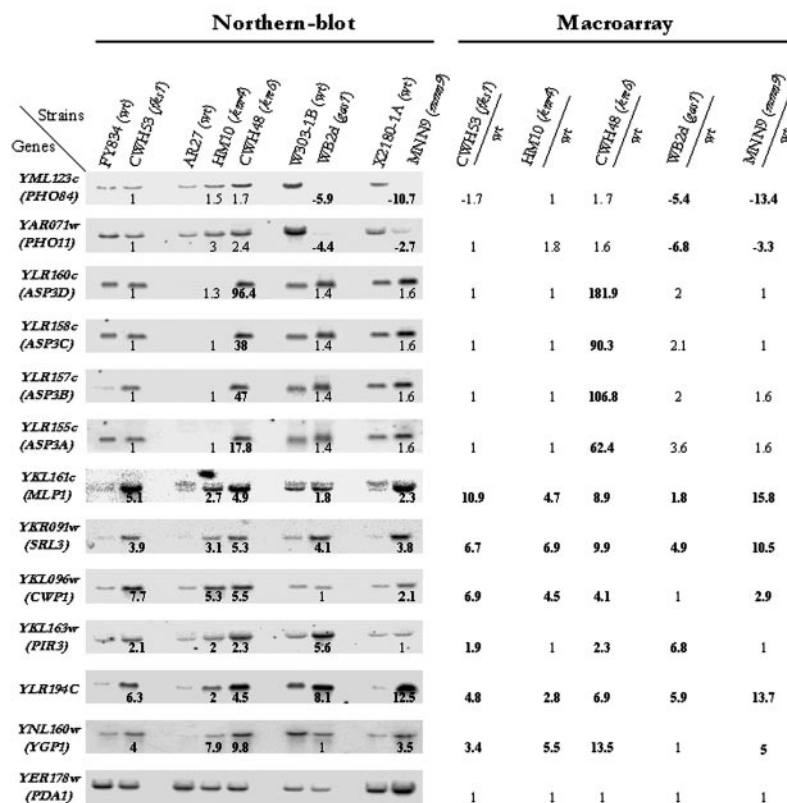 Northern-blot Macroarray
Strains
Genes
FY834 (wt) CWH53 (fks1) AR27 (wt) HM10 (knr4) CWH48 (kre6) W303-1B (wt) WB2d (gas1) X2180-1A (wt) MNN9 (mnn9) CWH53 (fks1) wt HM10 (knr4) wt CWH48 (kre6) wt WB2d (gas1) wt MNN9 (mnn9) wt
YML123c
(PHO84) 1 1.5 1.7 -5.9 -10.7 -1.7 1 1.7 -5.4 -13.4
YAR071w
(PHO11) 1 3 2.4 -4.4 -2.7 1 1.8 1.6 -6.8 -3.3
YLR160c
(ASP3D) 1 1.3 96.4 1.4 1.6 1 1 181.9 2 1
YLR158c
(ASP3C) 1 1 38 1.4 1.6 1 1 90.3 2.1 1
YLR157c
(ASP3B) 1 1 47 1.4 1.6 1 1 106.8 2 1.6
YLR155c
(ASP3A) 1 1 17.8 1.4 1.6 1 1 62.4 3.6 1.6
YKL161c
(MLP1) 5.1 2.7 4.9 1.8 2.3 10.9 4.7 8.9 1.8 15.8
YKR091w
(SRL3) 3.9 3.1 5.3 4.1 3.8 6.7 6.9 9.9 4.9 10.5
YKL096w
(CWP1) 7.7 5.3 5.5 1 2.1 6.9 4.5 4.1 1 2.9
YKL163w
(PIR3) 2.1 2 2.3 5.6 1 1.9 1 2.3 6.8 1
YLR194C 6.3 2 4.5 8.1 12.5 4.8 2.8 6.9 5.9 13.7
YNL160w
(YGP1) 4 7.9 9.8 1 3.5 3.4 5.5 13.5 1 5
YER178w
(PDA1) 1 1 1 1 1